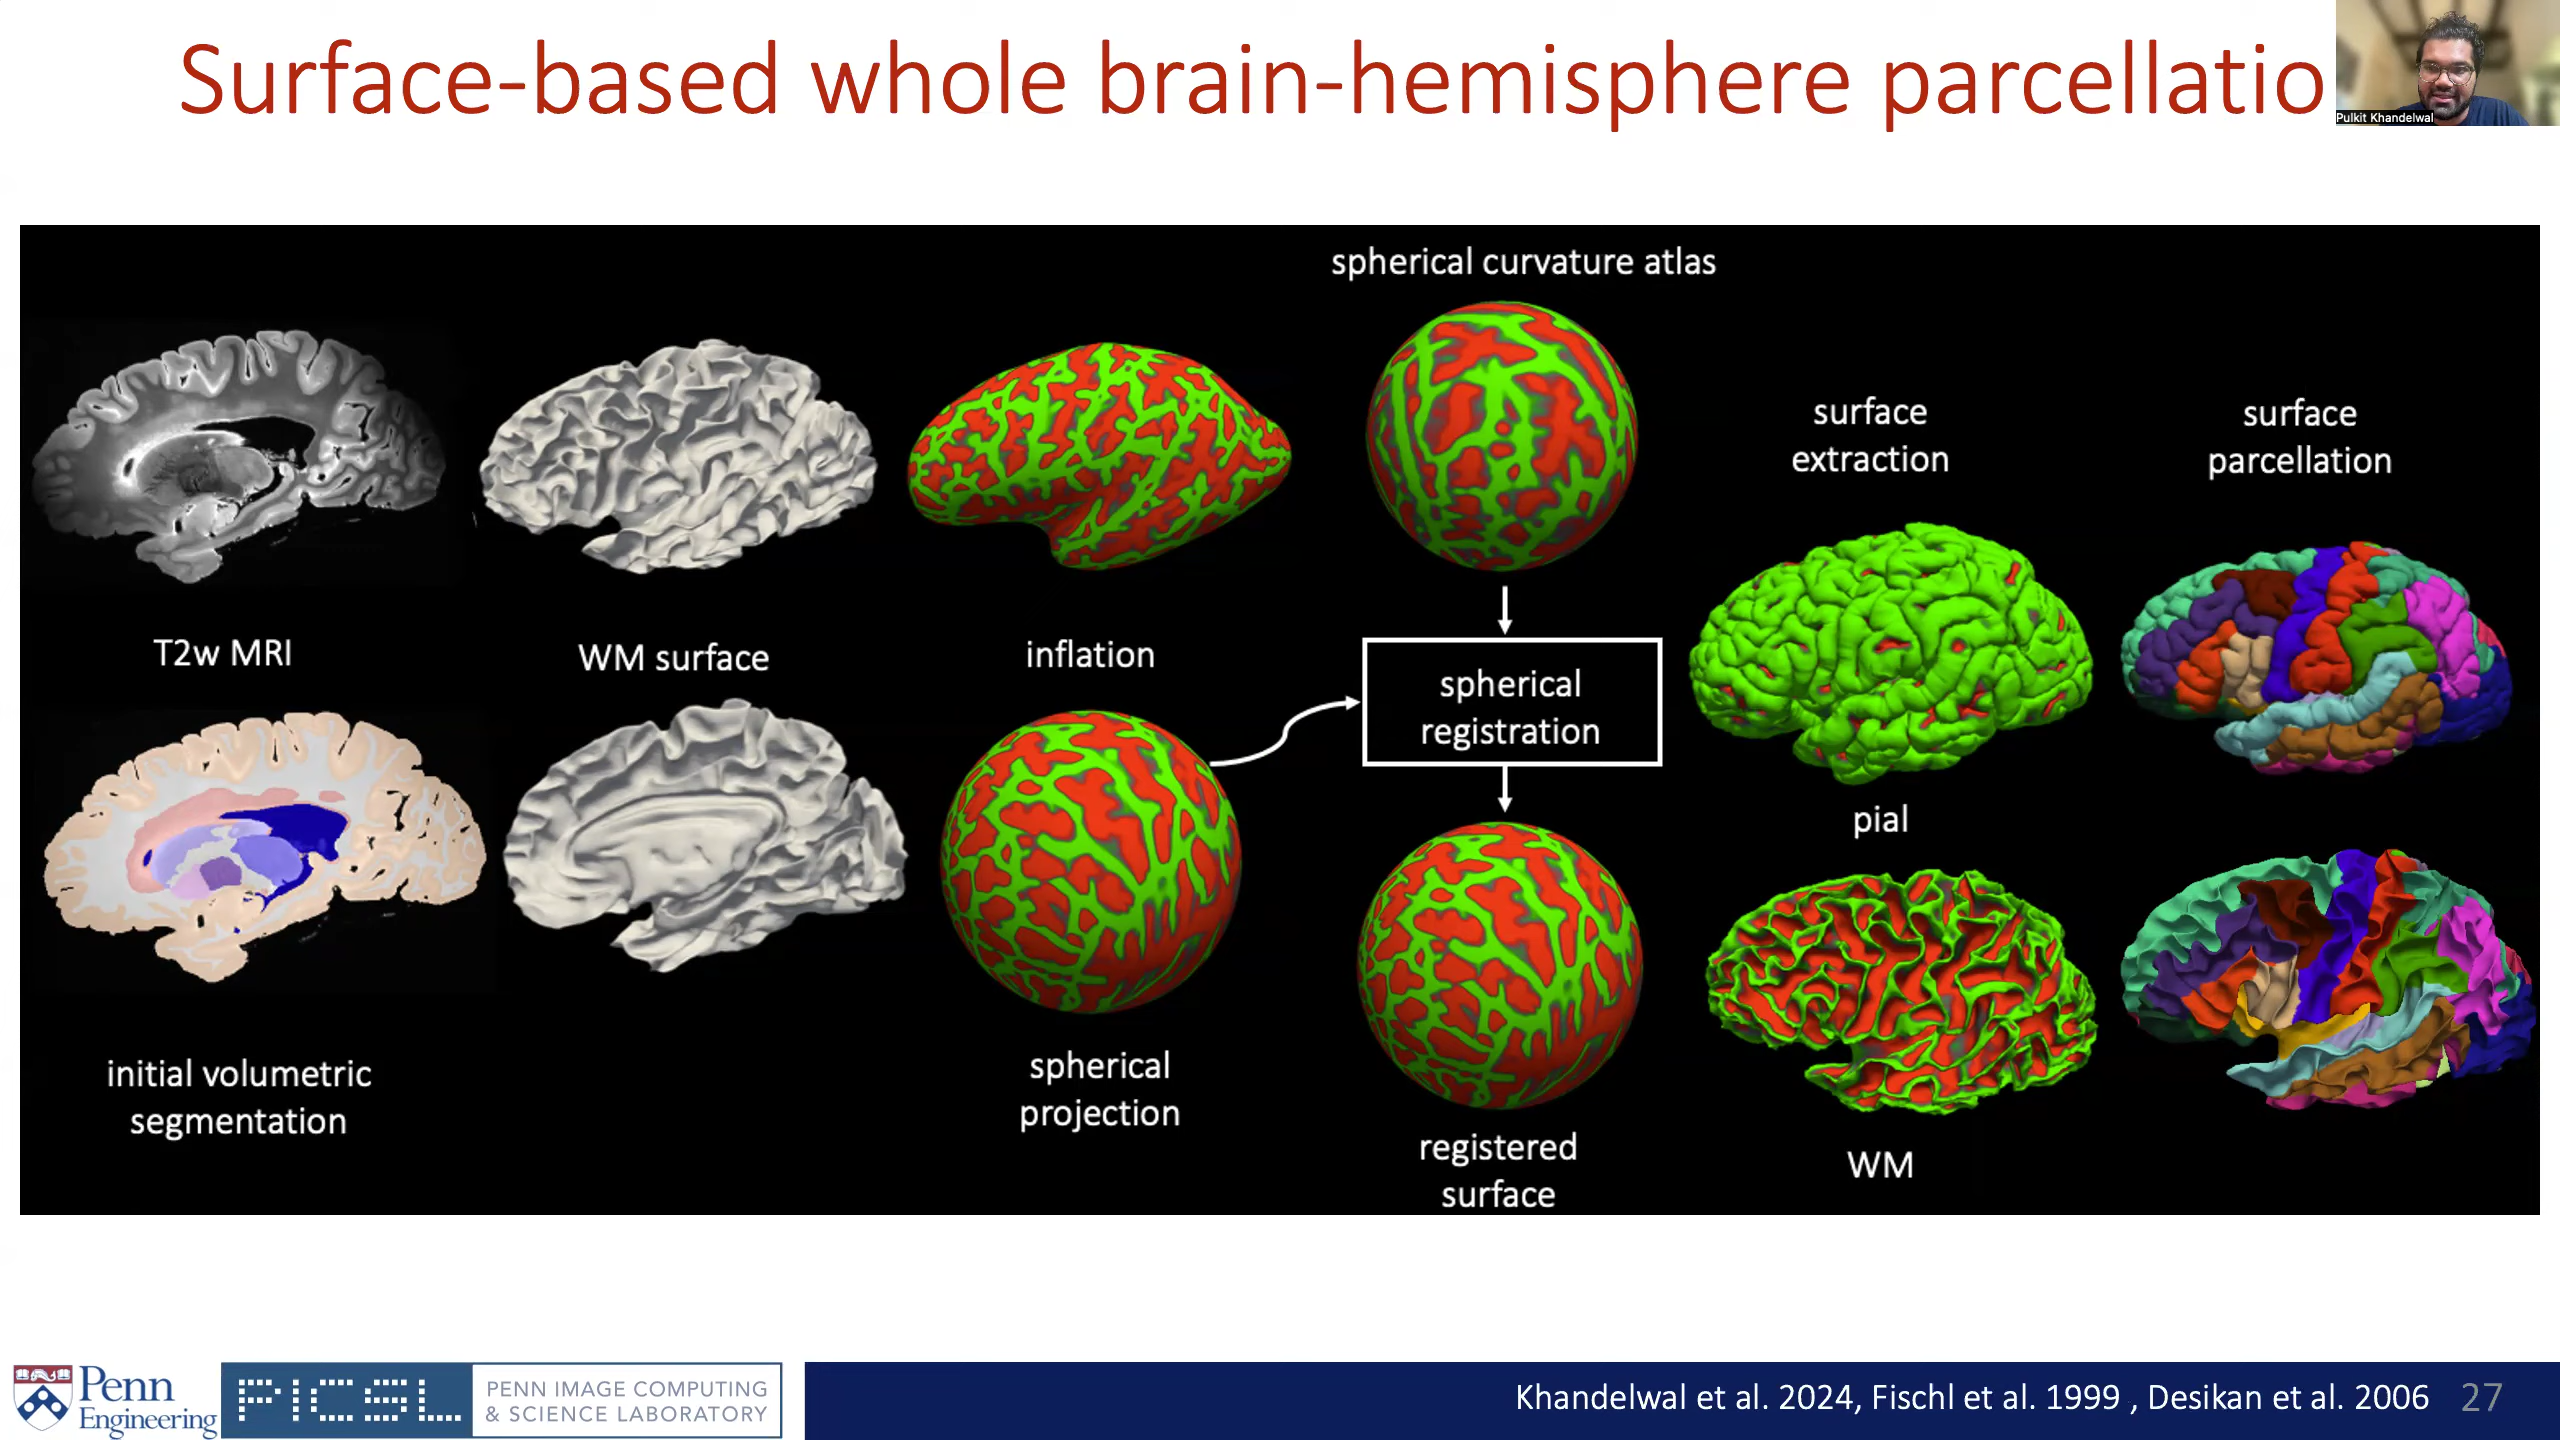 Surface-based whole brain-hemisphere parcellatio
Pulkit Khandelwal
spherical curvature atlas
surface
extraction
surface
parcellation
T2w MRI
WM surface
inflation
spherical
registration
pial
initial volumetric
segmentation
spherical
projection
registered
surface
WM
Penn
Engineering
PICSL
PENN IMAGE COMPUTING
& SCIENCE LABORATORY
Khandelwal et al. 2024, Fischl et al. 1999 , Desikan et al. 2006
27